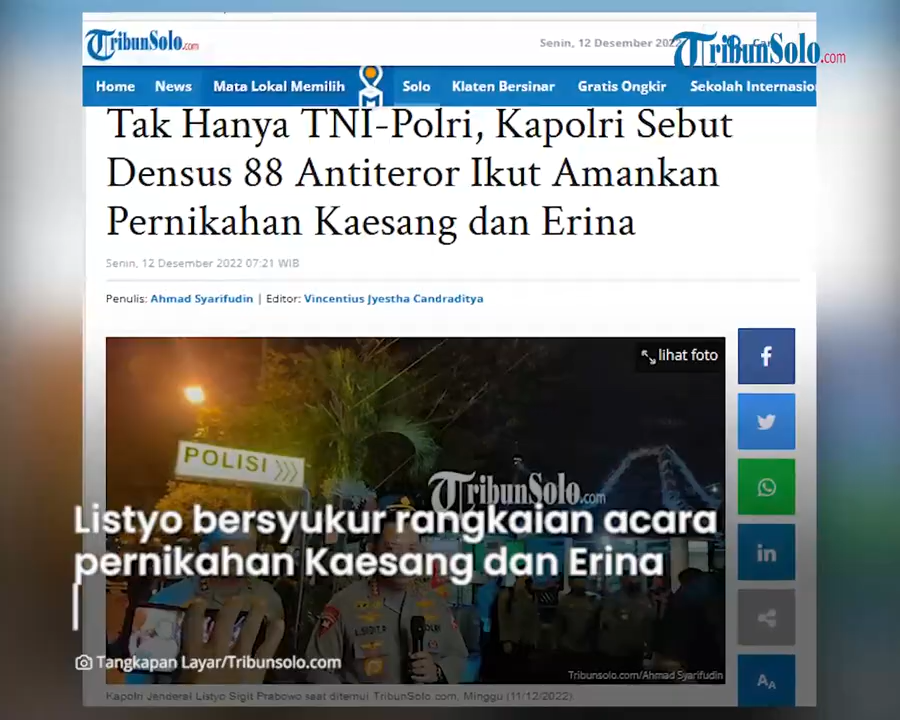 TribunSolo.com
Senin, 12 Desember 2022
TribunSolo.com
Home News Mata Lokal Memilih Solo Klaten Bersinar Gratis Ongkir Sekolah Internasio
Tak Hanya TNI-Polri, Kapolri Sebut
Densus 88 Antiteror Ikut Amankan
Pernikahan Kaesang dan Erina
Senin, 12 Desember 2022 07:21 WIB
Penulis: Ahmad Syarifudin | Editor: Vincentius Jyestha Candraditya
lihat foto
POLISI
TribunSolo.com
Listyo bersyukur rangkaian acara
pernikahan Kaesang dan Erina
L.SIGIT.P POLRI
Tangkapan Layar/Tribunsolo.com
Tribunsolo.com/Ahmad Syarifudin
AA
Kapolri Jenderal Listyo Sigit Prabowo saat ditemui TribunSolo.com, Minggu (11/12/2022).